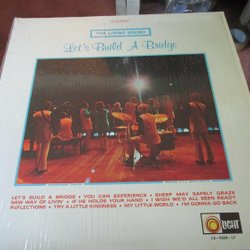 STEREO
THE LIVING SOUND
Let's Build A Bridge
LET'S BUILD A BRIDGE • YOU CAN EXPERIENCE • SHEEP MAY SAFELY GRAZE
NEW WAY OF LIVIN' • IF HE HOLDS YOUR HAND • I WISH WE'D ALL BEEN READY
REFLECTIONS • TRY A LITTLE KINDNESS • MY LITTLE WORLD • I'M GONNA GO BACK
LIGHT